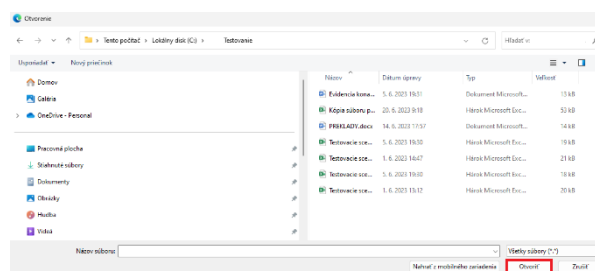 Otvorenie
Tento počítač > Lokálny disk (C:) > Testovanie
Hľadať v:
Usporiadať Nový priečinok
Názov Dátum úpravy Typ Veľkosť
Domov
Galéria
OneDrive - Personal
Pracovná plocha
Stiahnuté súbory
Dokumenty
Obrázky
Hudba
Videá
Evidencia kona... 5. 6. 2023 19:31 Dokument Microsoft... 15 kB
Kópia súboru p... 20. 6. 2023 9:18 Hárok Microsoft Exc... 93 kB
PREKLADY.docx 14. 6. 2023 17:57 Dokument Microsoft... 14 kB
Testovacie sce... 5. 6. 2023 19:30 Hárok Microsoft Exc... 19 kB
Testovacie sce... 1. 6. 2023 14:47 Hárok Microsoft Exc... 21 kB
Testovacie sce... 5. 6. 2023 19:30 Hárok Microsoft Exc... 18 kB
Testovacie sce... 1. 6. 2023 15:12 Hárok Microsoft Exc... 20 kB
Názov súboru: Všetky súbory (*.*)
Nahrať z mobilného zariadenia Otvoriť Zrušiť